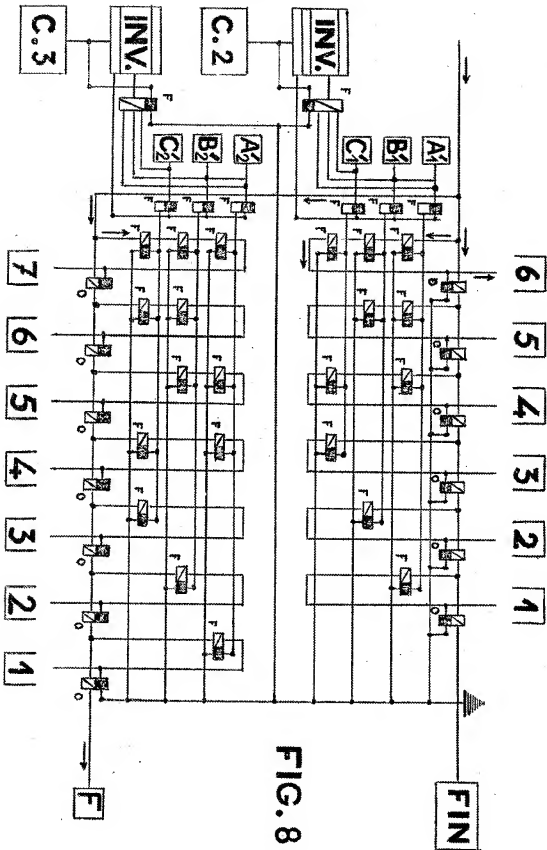 6 5 4 3 2 1
FIN
O O O O O O
A'1 F
F F F F
B'1 F
F F F
C'1 F
F F F
INV. F
C.2
FIG.8
A'2 F
F F F F
B'2 F
F F F F
C'2 F
F F F F
INV. F
C.3
F
O O O O O O O
7 6 5 4 3 2 1